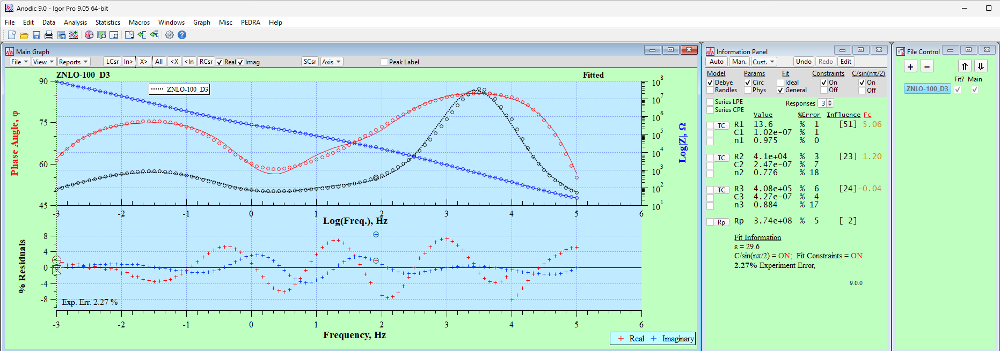 Anodic 9.0 - Igor Pro 9.05 64-bit
File Edit Data Analysis Statistics Macros Windows Graph Misc PEDRA Help
Main Graph
File View Reports LCsr In> X> All <X <In RCsr Real Imag SCsr Axis Peak Label
ZNLO-100_D3 Fitted
ZNLO-100_D3
Phase Angle, φ
90
75
60
45
Log|Z|, Ω
10^8
10^7
10^6
10^5
10^4
10^3
10^2
10^1
-3 -2 -1 0 1 2 3 4 5 6
Log(Freq.), Hz
% Residuals
8
4
0
-4
-8
Exp. Err. 2.27 %
-3 -2 -1 0 1 2 3 4 5 6
Frequency, Hz
Real Imaginary
Information Panel
Auto Man. Cust. Undo Redo Edit
Model Params Fit Constraints C/sin(nπ/2)
Debye Circ Ideal On On
Randles Phys General Off Off
Series LPE Responses 3
Series CPE
Value %Error Influence Fc
TC R1 13.6 % 1 [51] 5.06
C1 1.02e-07 % 1
n1 0.975 % 0
TC R2 4.1e+04 % 3 [23] 1.20
C2 2.47e-07 % 7
n2 0.776 % 18
TC R3 4.08e+05 % 6 [24] -0.04
C3 4.27e-07 % 4
n3 0.884 % 17
Rp Rp 3.74e+08 % 5 [ 2]
Fit Information
ε = 29.6
C/sin(nπ/2) = ON; Fit Constraints = ON
2.27% Experiment Error,
9.0.0
File Control
+ − ⇑ ⇓
Fit? Main
ZNLO-100_D3